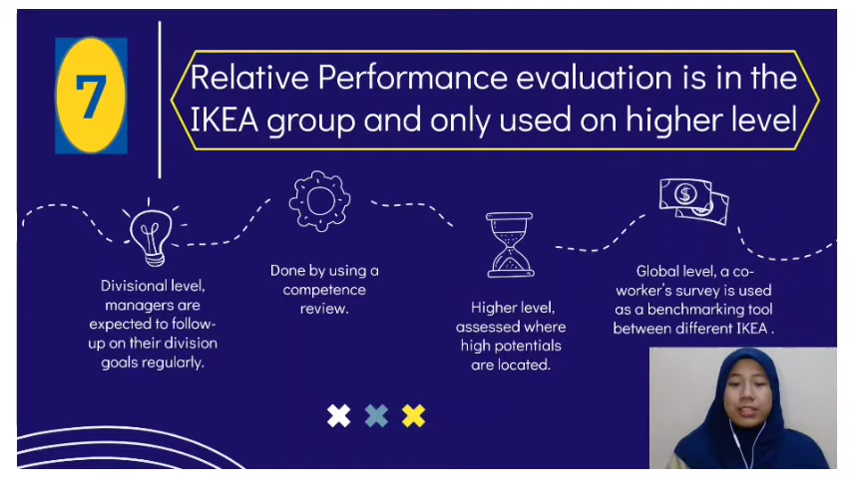 7
Relative Performance evaluation is in the
IKEA group and only used on higher level
Divisional level,
managers are
expected to follow-
up on their division
goals regularly.
Done by using a
competence
review.
Higher level,
assessed where
high potentials
are located.
Global level, a co-
worker's survey is used
as a benchmarking tool
between different IKEA .